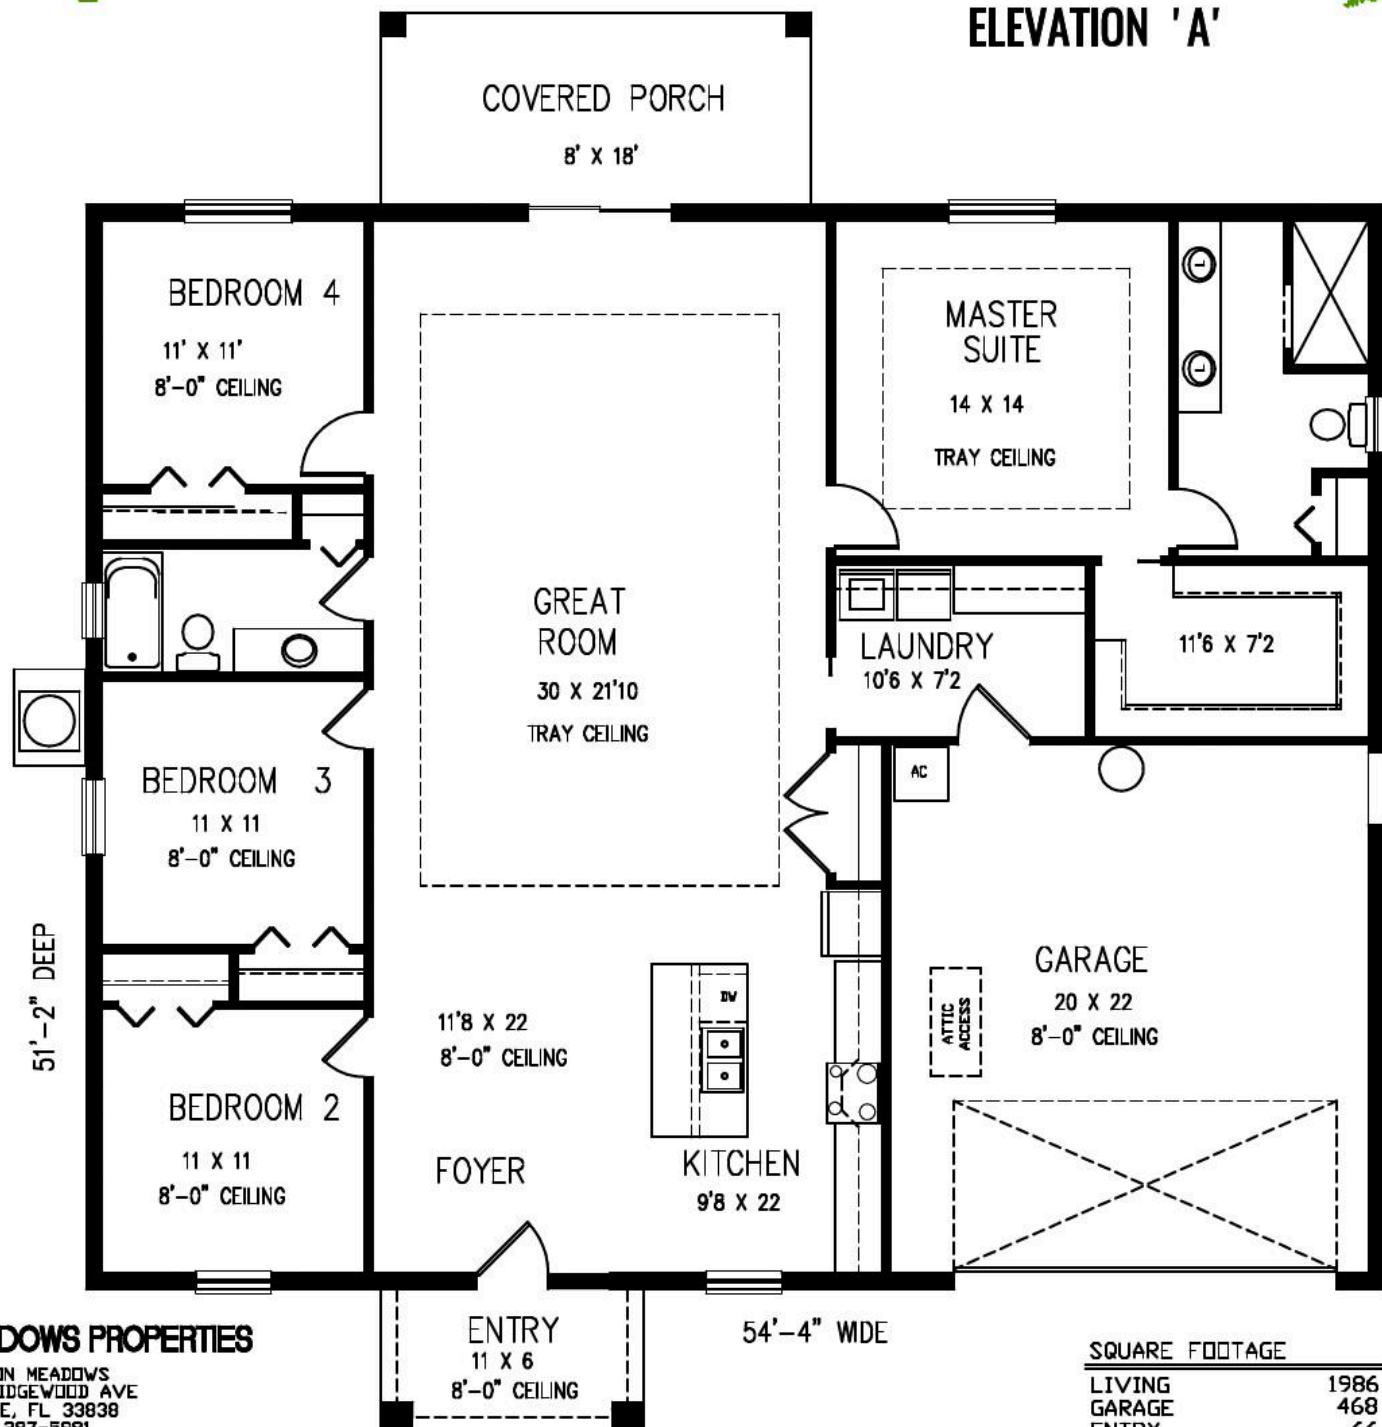 ELEVATION 'A'
COVERED PORCH
8' X 18'
BEDROOM 4
11' X 11'
8'-0" CEILING
MASTER
SUITE
14 X 14
TRAY CEILING
GREAT
ROOM
30 X 21'10
TRAY CEILING
LAUNDRY
10'6 X 7'2
11'6 X 7'2
BEDROOM 3
11 X 11
8'-0" CEILING
AC
51'-2" DEEP
11'8 X 22
8'-0" CEILING
DW
ATTIC
ACCESS
GARAGE
20 X 22
8'-0" CEILING
BEDROOM 2
11 X 11
8'-0" CEILING
FOYER
KITCHEN
9'8 X 22
ENTRY
11 X 6
8'-0" CEILING
54'-4" WIDE
DOWS PROPERTIES
ON MEADOWS
IDGEWOOD AVE
E, FL 33838
SQUARE FOOTAGE
LIVING 1986
GARAGE 468
ENTRY 66